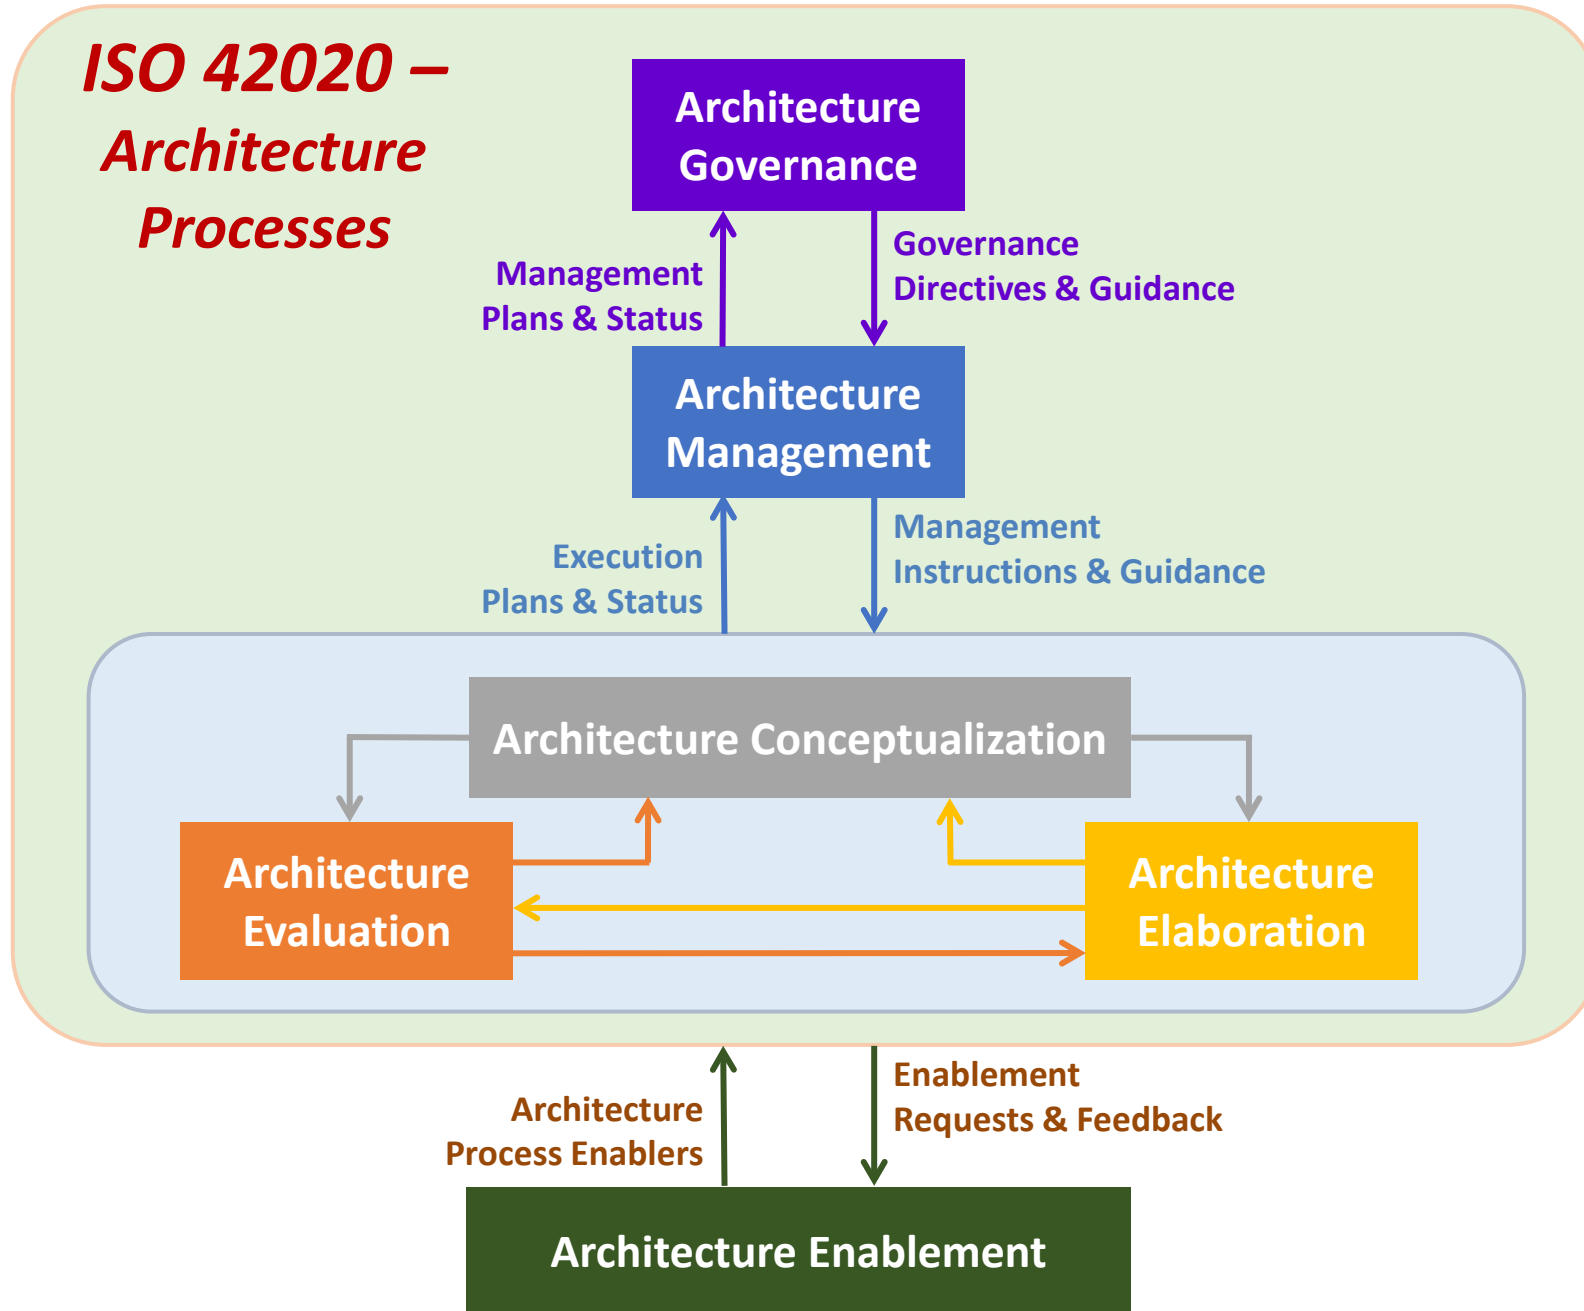 ISO 42020 –
Architecture
Processes
Architecture
Governance
Management
Plans & Status
Governance
Directives & Guidance
Architecture
Management
Execution
Plans & Status
Management
Instructions & Guidance
Architecture Conceptualization
Architecture
Evaluation
Architecture
Elaboration
Architecture
Process Enablers
Enablement
Requests & Feedback
Architecture Enablement